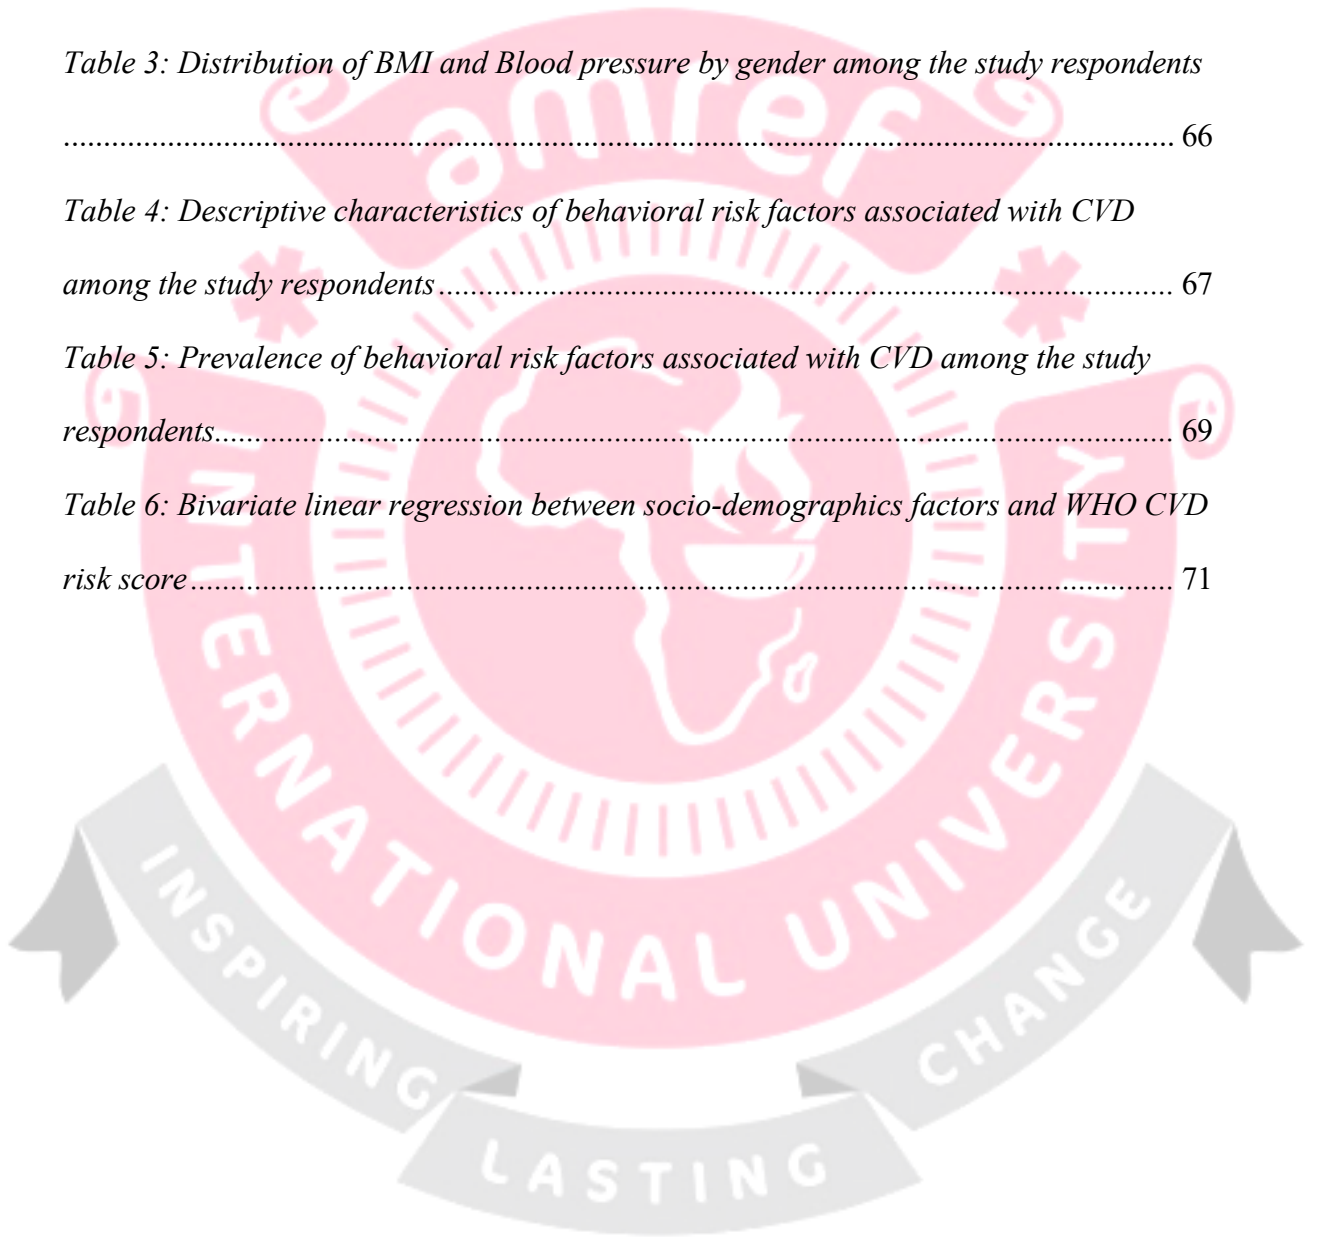 Table 3: Distribution of BMI and Blood pressure by gender among the study respondents
........................................................................................................................................... 66
Table 4: Descriptive characteristics of behavioral risk factors associated with CVD
among the study respondents............................................................................................ 67
Table 5: Prevalence of behavioral risk factors associated with CVD among the study
respondents........................................................................................................................ 69
Table 6: Bivariate linear regression between socio-demographics factors and WHO CVD
risk score........................................................................................................................... 71
amref
INTERNATIONAL UNIVERSITY
INSPIRING LASTING CHANGE